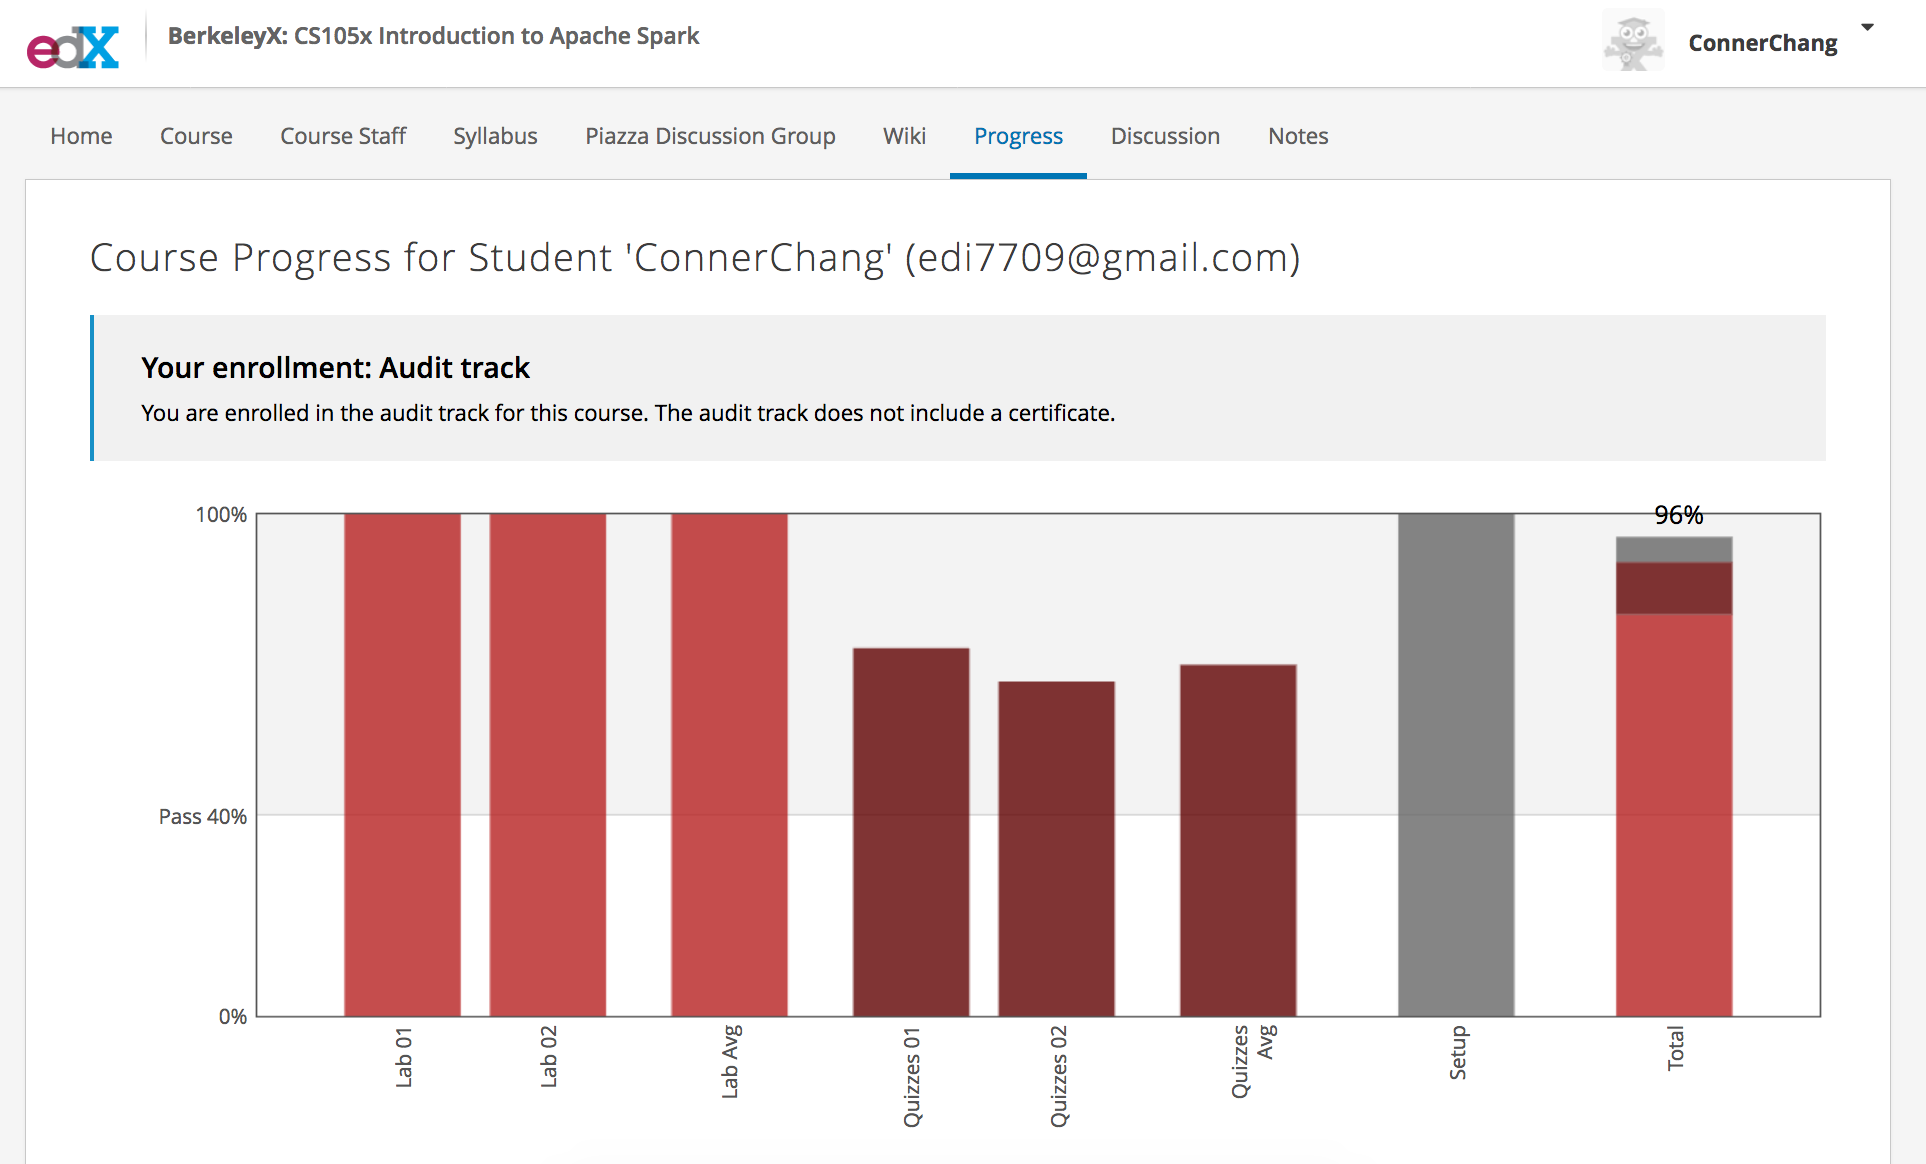 edX
BerkeleyX: CS105x Introduction to Apache Spark
ConnerChang
Home Course Course Staff Syllabus Piazza Discussion Group Wiki Progress Discussion Notes
Course Progress for Student 'ConnerChang' (edi7709@gmail.com)
Your enrollment: Audit track
You are enrolled in the audit track for this course. The audit track does not include a certificate.
100%
96%
Pass 40%
0%
Lab 01
Lab 02
Lab Avg
Quizzes 01
Quizzes 02
Quizzes
Avg
Setup
Total